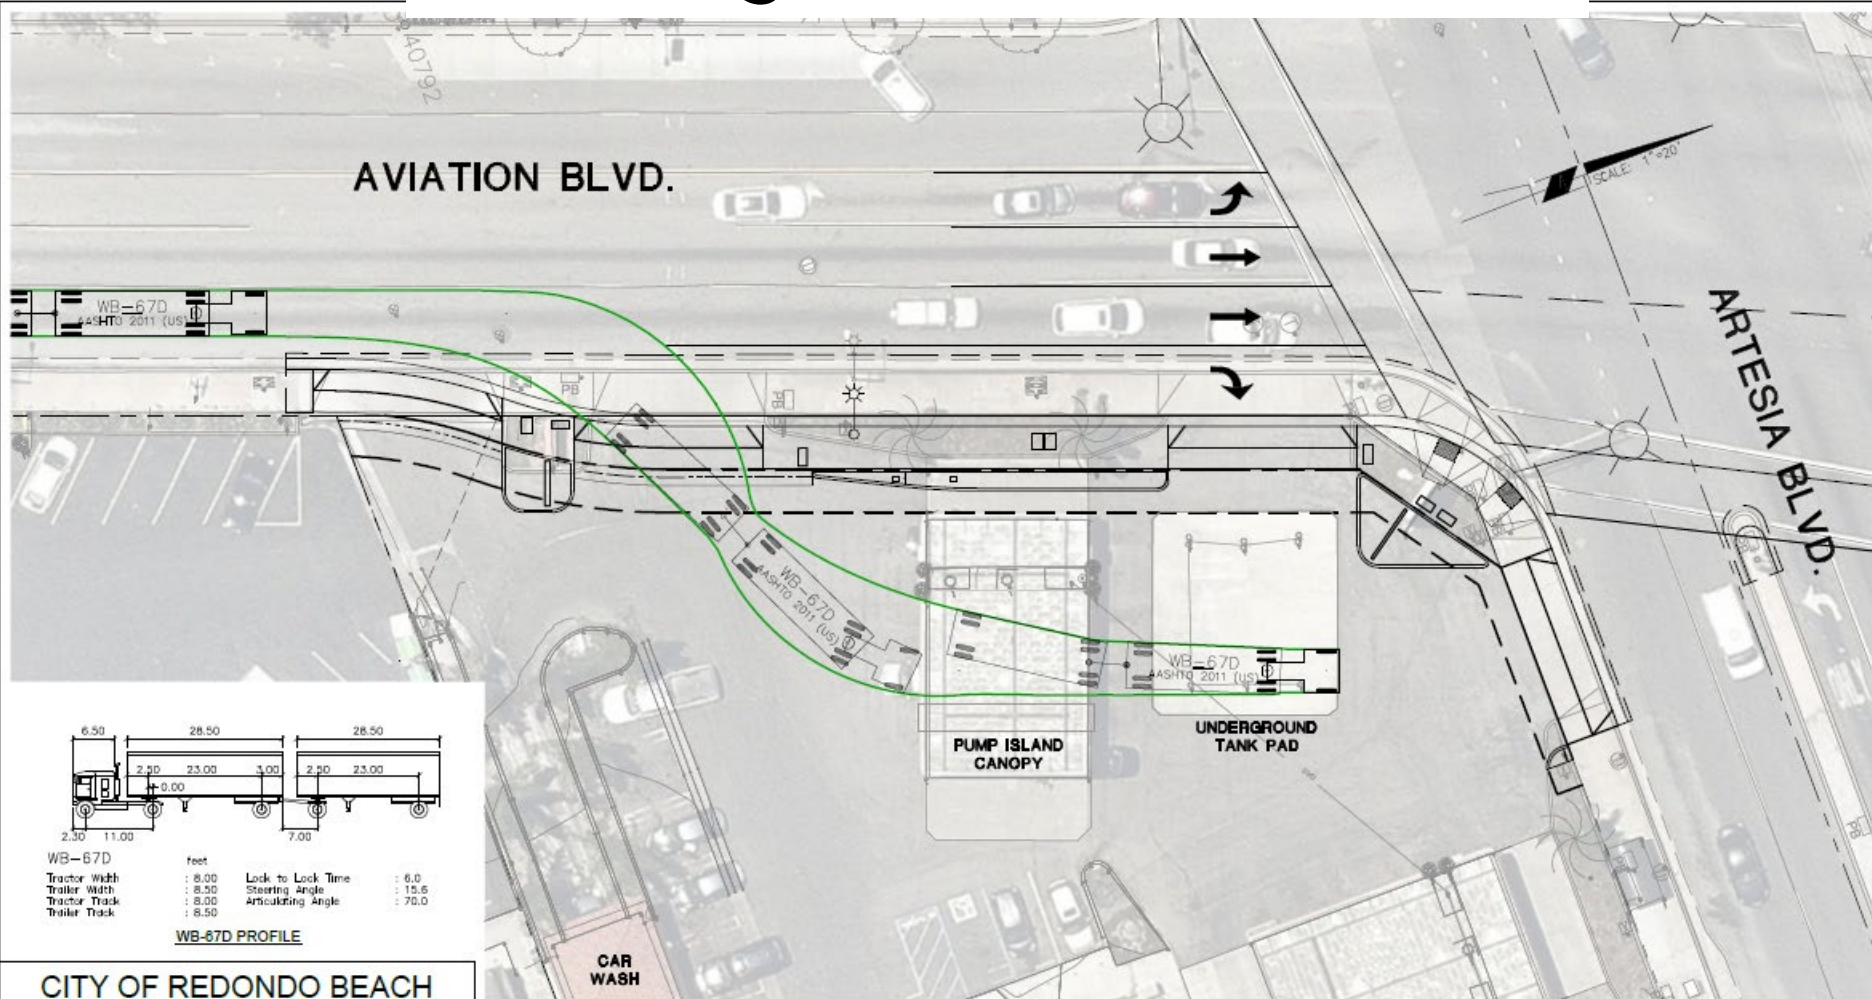 40792
AVIATION BLVD.
SCALE: 1"=20'
ARTESIA BLVD.
WB-67D
AASHTO 2011 (US)
PB
PB
WB-67D
AASHTO 2011 (US)
WB-67D
AASHTO 2011 (US)
UNDERGROUND
TANK PAD
PUMP ISLAND
CANOPY
PB
PB
CAR
WASH
6.50 28.50 28.50
2.50 23.00 3.00 2.50 23.00
0.00
2.30 11.00 7.00
WB-67D feet
Tractor Width : 8.00 Lock to Lock Time : 6.0
Trailer Width : 8.50 Steering Angle : 15.6
Tractor Track : 8.00 Articulating Angle : 70.0
Trailer Track : 8.50
WB-67D PROFILE
CITY OF REDONDO BEACH